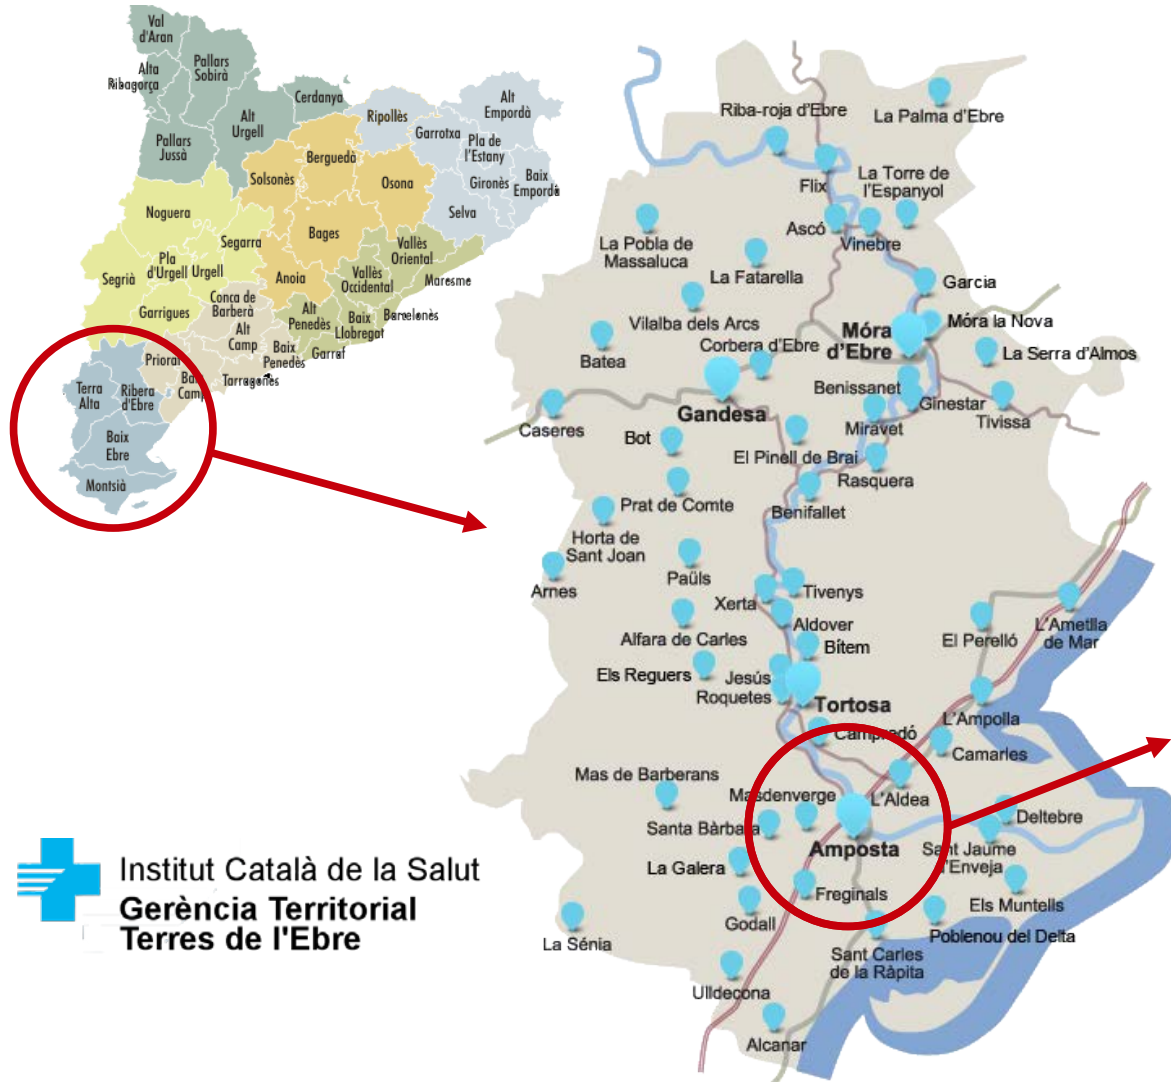 Val
d'Aran
Alta
Ribagorça
Pallars
Sobirà
Pallars
Jussà
Alt
Urgell
Cerdanya
Ripollès
Garrotxa
Alt
Empordà
Pla de
l'Estany
Gironès
Baix
Empordà
Selva
Berguedà
Solsonès
Osona
Bages
Anoia
Noguera
Segarra
Pla
d'Urgell
Urgell
Segrià
Garrigues
Conca de
Barberà
Vallès
Oriental
Vallès
Occidental
Maresme
Alt
Penedès
Baix
Llobregat
Barcelonès
Garraf
Alt
Camp
Baix
Penedès
Tarragonès
Priorat
Baix
Camp
Terra
Alta
Ribera
d'Ebre
Baix
Ebre
Montsià
Riba-roja d'Ebre
La Palma d'Ebre
Flix
La Torre de
l'Espanyol
Ascó
Vinebre
La Pobla de
Massaluca
La Fatarella
Garcia
Vilalba dels Arcs
Móra
d'Ebre
Móra la Nova
Batea
Corbera d'Ebre
La Serra d'Almos
Gandesa
Benissanet
Ginestar
Tivissa
Caseres
Miravet
Bot
El Pinell de Brai
Rasquera
Prat de Comte
Benifallet
Horta de
Sant Joan
Arnes
Paüls
Xerta
Tivenys
Aldover
Alfara de Carles
Bítem
El Perelló
L'Ametlla
de Mar
Els Reguers
Jesús
Roquetes
Tortosa
L'Ampolla
Campredó
Camarles
Mas de Barberans
Masdenverge
L'Aldea
Deltebre
Santa Bàrbara
Amposta
Sant Jaume
d'Enveja
La Galera
Freginals
Els Muntells
Godall
Poblenou del Delta
La Sénia
Sant Carles
de la Ràpita
Ulldecona
Alcanar
Institut Català de la Salut
Gerència Territorial
Terres de l'Ebre